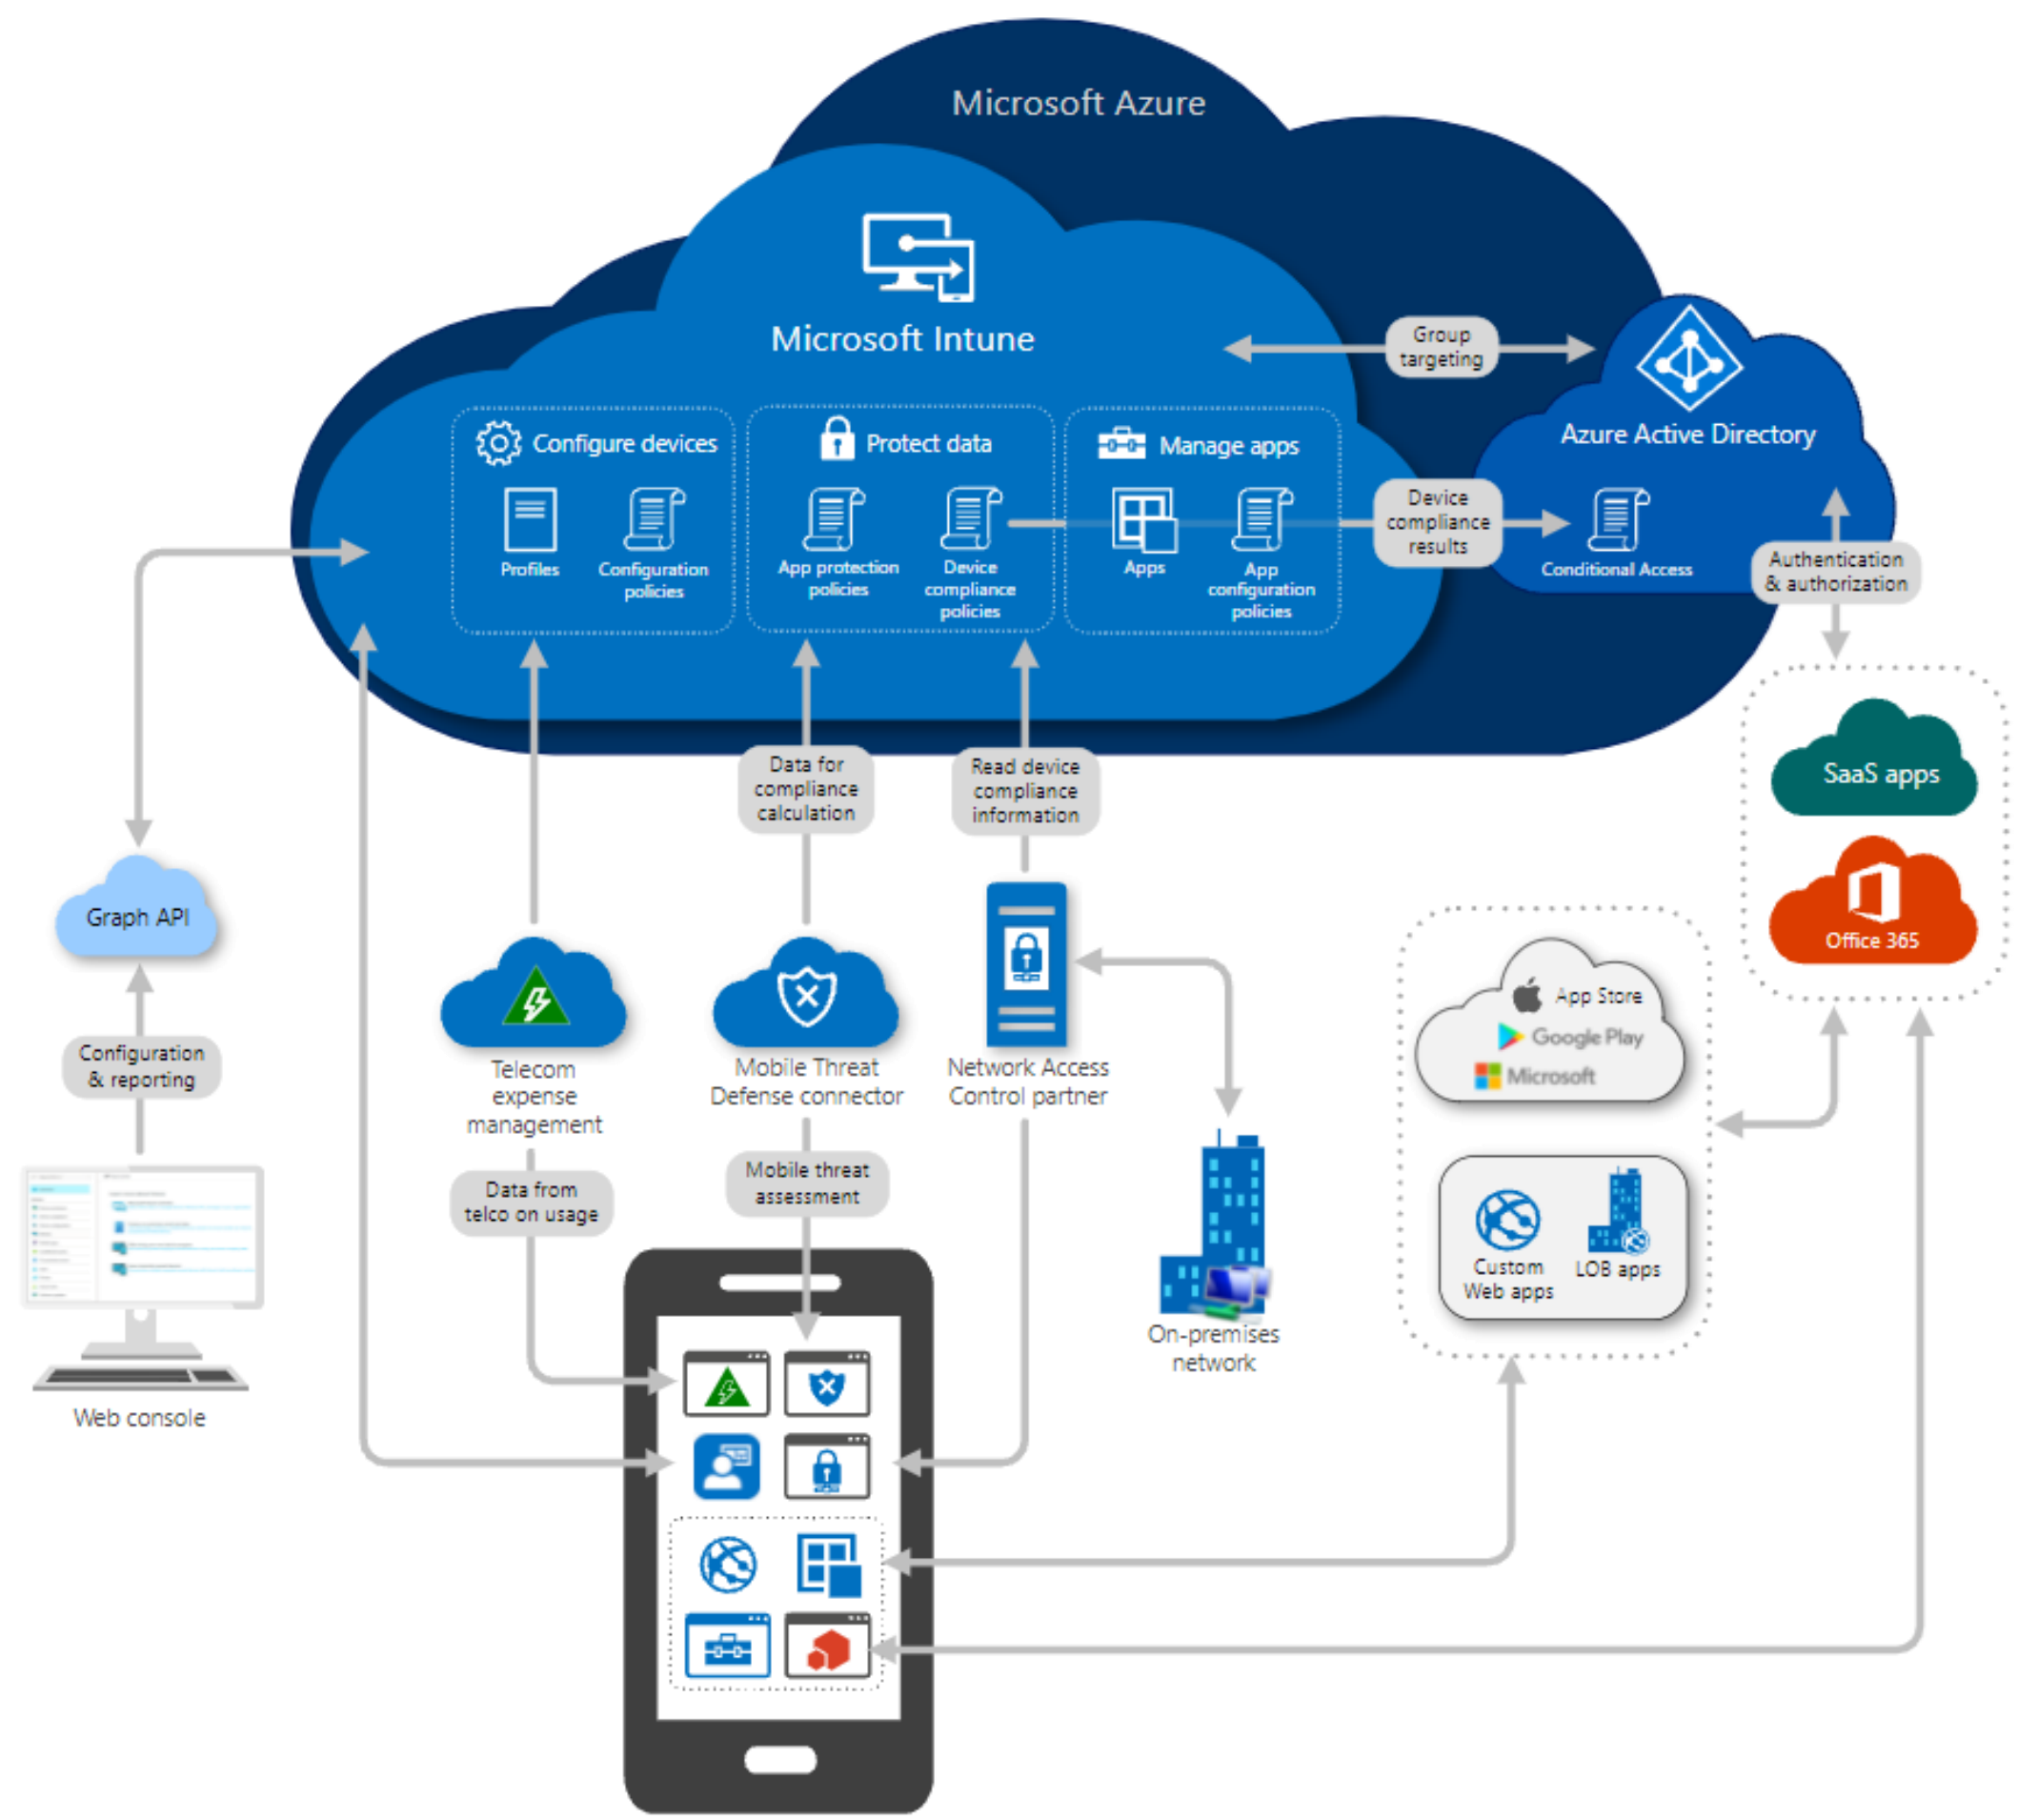 Microsoft Azure
Microsoft Intune
Group
targeting
Azure Active Directory
Configure devices
Protect data
Manage apps
Profiles
Configuration
policies
App protection
policies
Device
compliance
policies
Apps
App
configuration
policies
Device
compliance
results
Conditional Access
Authentication
& authorization
SaaS apps
Office 365
Data for
compliance
calculation
Read device
compliance
information
Graph API
Configuration
& reporting
Web console
Telecom
expense
management
Mobile Threat
Defense connector
Network Access
Control partner
Data from
telco on usage
Mobile threat
assessment
On-premises
network
App Store
Google Play
Microsoft
Custom
Web apps
LOB apps